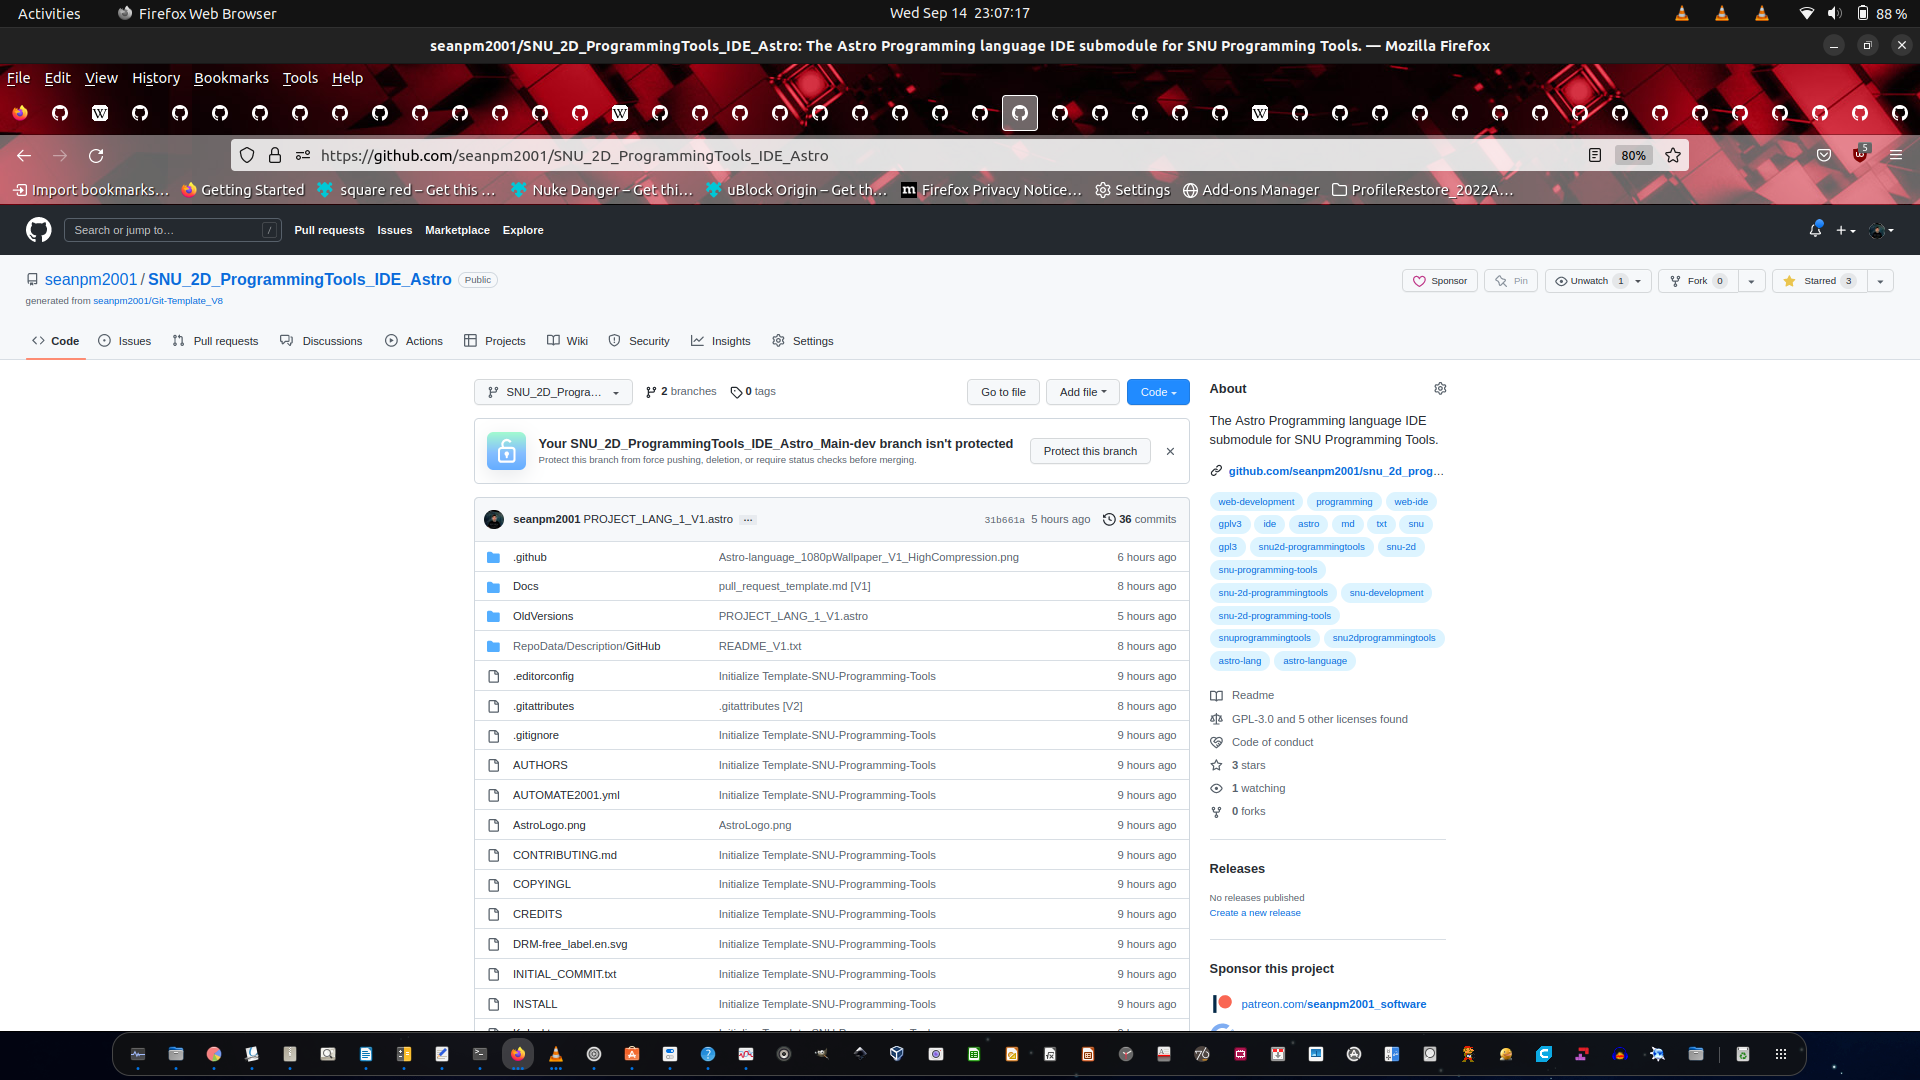 Activities
Firefox Web Browser
Wed Sep 14  23:07:17
88 %
seanpm2001/SNU_2D_ProgrammingTools_IDE_Astro: The Astro Programming language IDE submodule for SNU Programming Tools. — Mozilla Firefox
File Edit View History Bookmarks Tools Help
https://github.com/seanpm2001/SNU_2D_ProgrammingTools_IDE_Astro
80%
5
Import bookmarks…
Getting Started
square red – Get this …
Nuke Danger – Get thi…
uBlock Origin – Get th…
Firefox Privacy Notice…
Settings
Add-ons Manager
ProfileRestore_2022A…
Search or jump to…
/
Pull requests
Issues
Marketplace
Explore
seanpm2001 / SNU_2D_ProgrammingTools_IDE_Astro
Public
generated from seanpm2001/Git-Template_V8
Sponsor
Pin
Unwatch 1
Fork 0
Starred 3
Code
Issues
Pull requests
Discussions
Actions
Projects
Wiki
Security
Insights
Settings
SNU_2D_Progra…
2 branches
0 tags
Go to file
Add file
Code
Your SNU_2D_ProgrammingTools_IDE_Astro_Main-dev branch isn't protected
Protect this branch from force pushing, deletion, or require status checks before merging.
Protect this branch
seanpm2001 PROJECT_LANG_1_V1.astro …
31b661a 5 hours ago
36 commits
.github Astro-language_1080pWallpaper_V1_HighCompression.png 6 hours ago
Docs pull_request_template.md [V1] 8 hours ago
OldVersions PROJECT_LANG_1_V1.astro 5 hours ago
RepoData/Description/GitHub README_V1.txt 8 hours ago
.editorconfig Initialize Template-SNU-Programming-Tools 9 hours ago
.gitattributes .gitattributes [V2] 8 hours ago
.gitignore Initialize Template-SNU-Programming-Tools 9 hours ago
AUTHORS Initialize Template-SNU-Programming-Tools 9 hours ago
AUTOMATE2001.yml Initialize Template-SNU-Programming-Tools 9 hours ago
AstroLogo.png AstroLogo.png 9 hours ago
CONTRIBUTING.md Initialize Template-SNU-Programming-Tools 9 hours ago
COPYINGL Initialize Template-SNU-Programming-Tools 9 hours ago
CREDITS Initialize Template-SNU-Programming-Tools 9 hours ago
DRM-free_label.en.svg Initialize Template-SNU-Programming-Tools 9 hours ago
INITIAL_COMMIT.txt Initialize Template-SNU-Programming-Tools 9 hours ago
INSTALL Initialize Template-SNU-Programming-Tools 9 hours ago
About
The Astro Programming language IDE
submodule for SNU Programming Tools.
github.com/seanpm2001/snu_2d_prog…
web-development programming web-ide
gplv3 ide astro md txt snu
gpl3 snu2d-programmingtools snu-2d
snu-programming-tools
snu-2d-programmingtools snu-development
snu-2d-programming-tools
snuprogrammingtools snu2dprogrammingtools
astro-lang astro-language
Readme
GPL-3.0 and 5 other licenses found
Code of conduct
3 stars
1 watching
0 forks
Releases
No releases published
Create a new release
Sponsor this project
patreon.com/seanpm2001_software